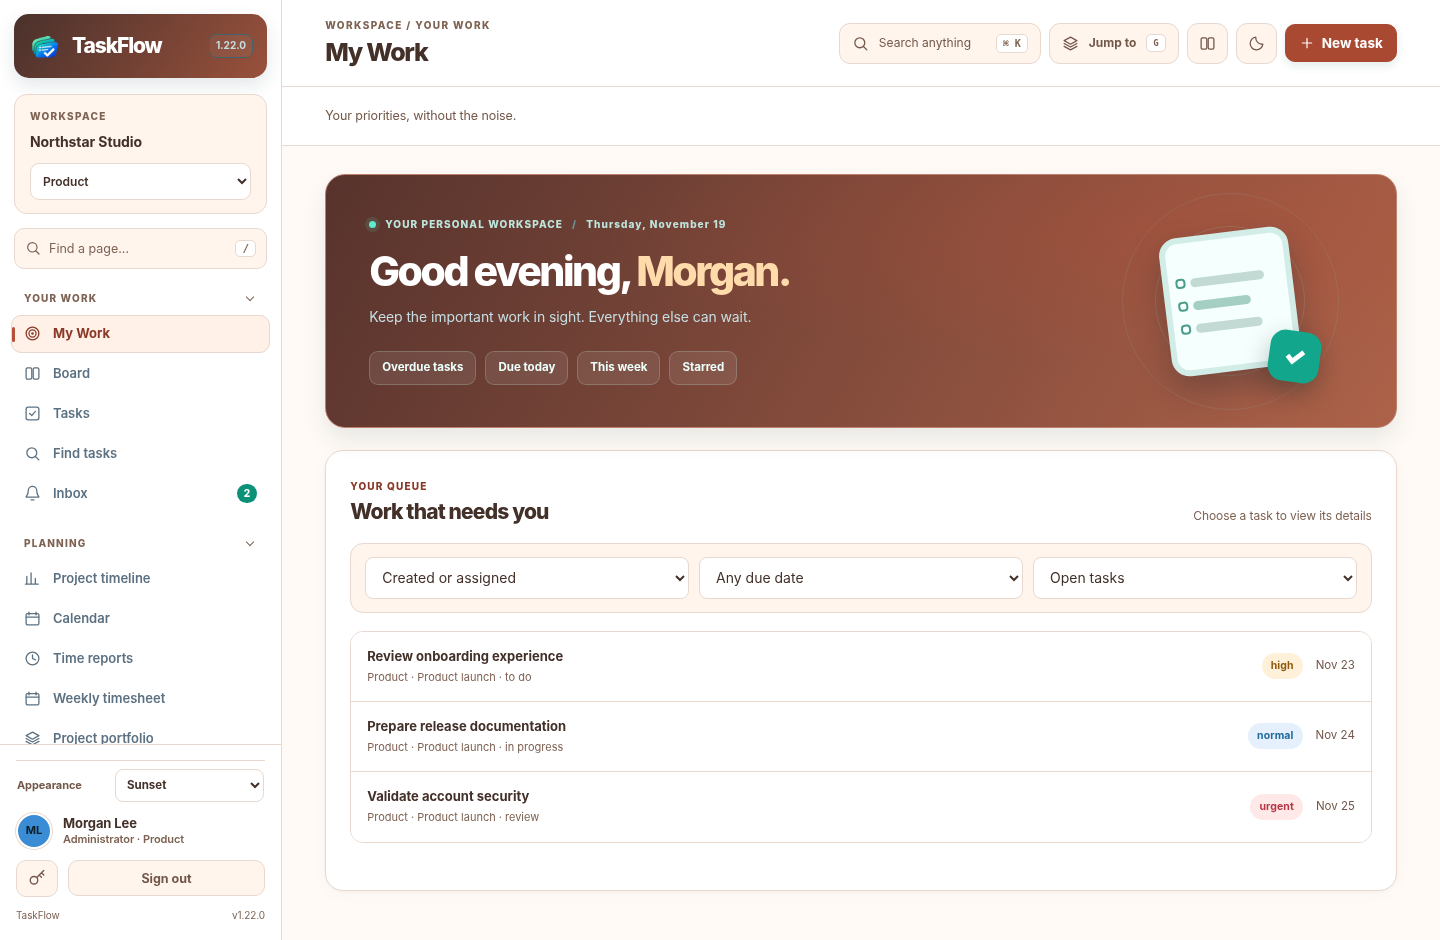 TaskFlow
1.22.0
WORKSPACE
Northstar Studio
Product
Find a page...
/
YOUR WORK
My Work
Board
Tasks
Find tasks
Inbox
2
PLANNING
Project timeline
Calendar
Time reports
Weekly timesheet
Project portfolio
Appearance
Sunset
ML
Morgan Lee
Administrator · Product
Sign out
TaskFlow
v1.22.0
WORKSPACE / YOUR WORK
My Work
Search anything
⌘ K
Jump to
G
New task
Your priorities, without the noise.
YOUR PERSONAL WORKSPACE / Thursday, November 19
Good evening, Morgan.
Keep the important work in sight. Everything else can wait.
Overdue tasks
Due today
This week
Starred
YOUR QUEUE
Work that needs you
Choose a task to view its details
Created or assigned
Any due date
Open tasks
Review onboarding experience
Product · Product launch · to do
high
Nov 23
Prepare release documentation
Product · Product launch · in progress
normal
Nov 24
Validate account security
Product · Product launch · review
urgent
Nov 25